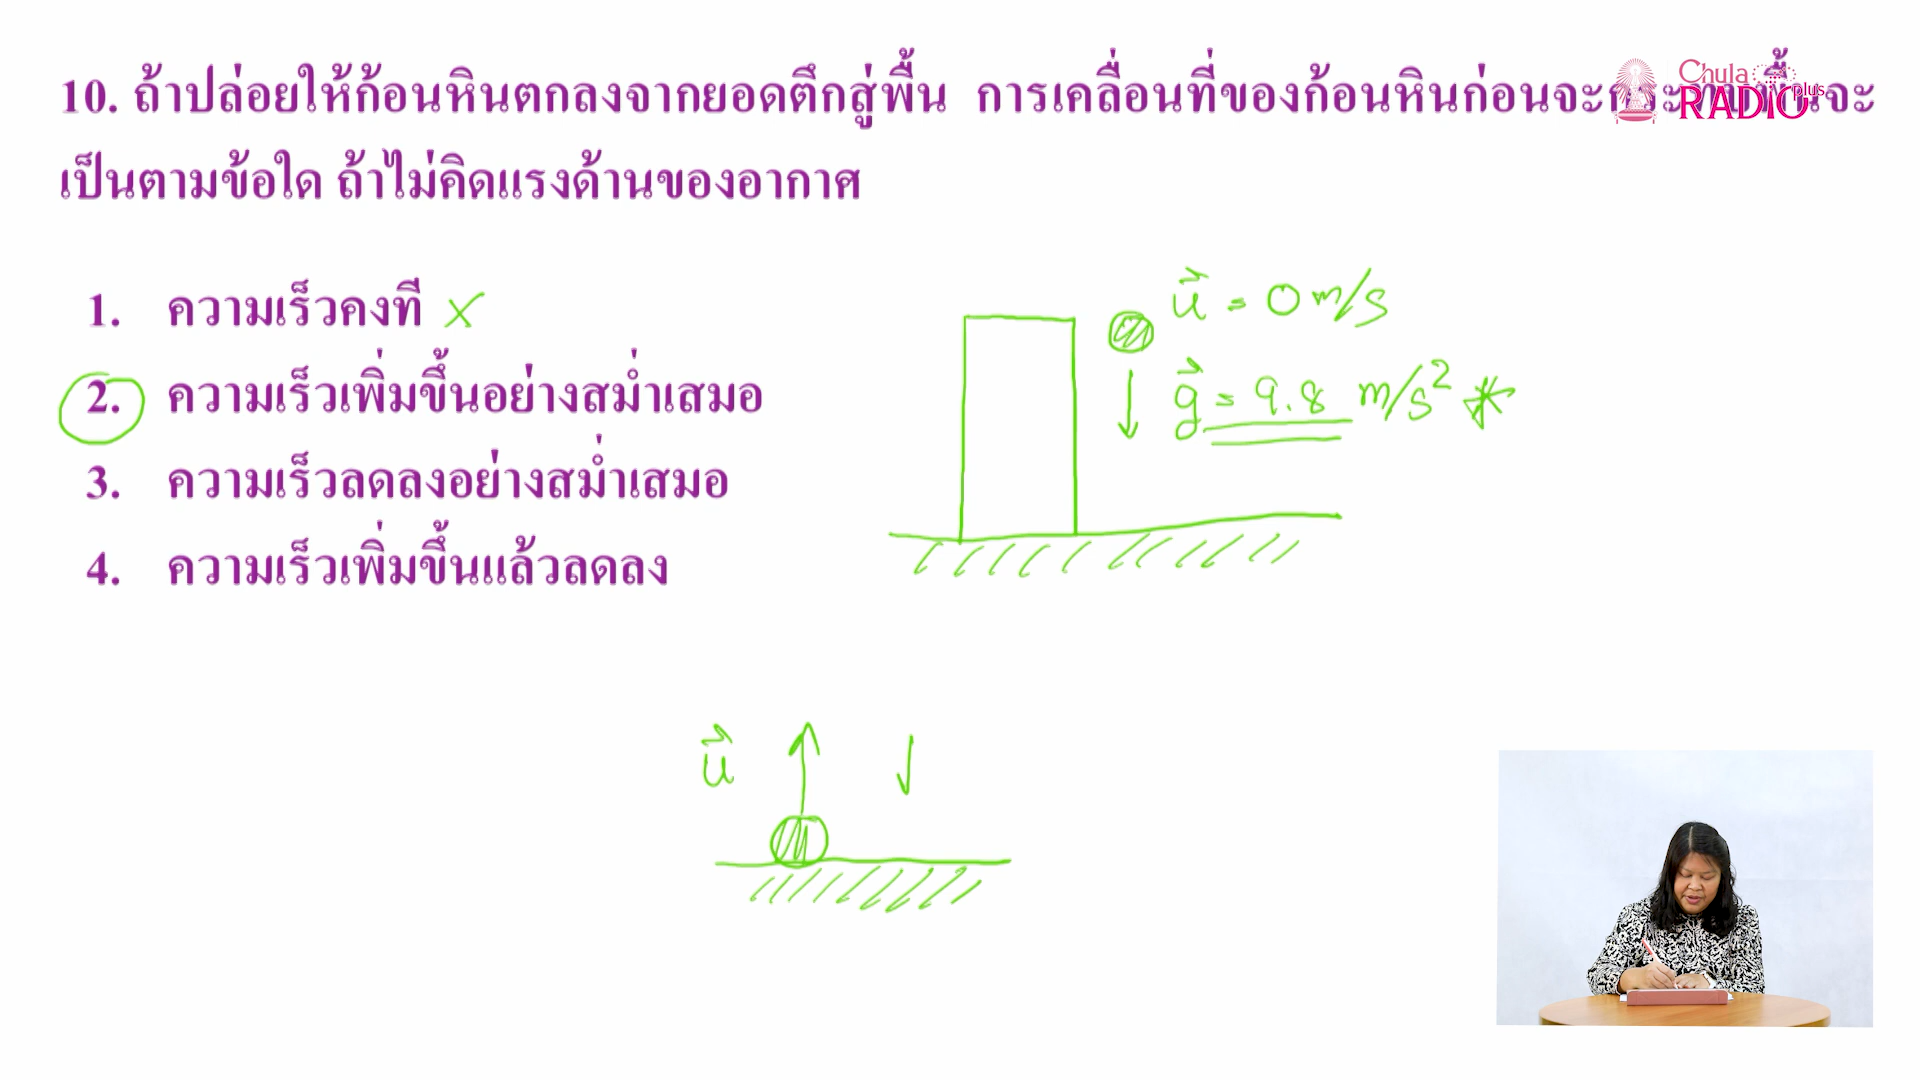 10. ถ้าปล่อยให้ก้อนหินตกลงจากยอดตึกสู่พื้น การเคลื่อนที่ของก้อนหินก่อนจะ
Chula
RADIO plus
เป็นตามข้อใด ถ้าไม่คิดแรงด้านของอากาศ
1. ความเร็วคงที่ X
2. ความเร็วเพิ่มขึ้นอย่างสม่ำเสมอ
3. ความเร็วลดลงอย่างสม่ำเสมอ
4. ความเร็วเพิ่มขึ้นแล้วลดลง
u⃗ = 0 m/s
g⃗ = 9.8 m/s² *
u⃗